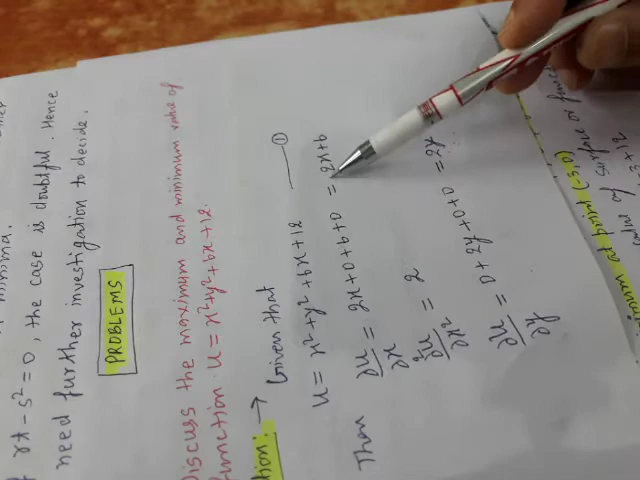 rt - s² = 0, the case is doubtful. Hence
need further investigation to decide.
PROBLEMS
Discuss the maximum and minimum value of
function u = x² + y² + 6x + 12.
→ Given that
u = x² + y² + 6x + 12 —— ①
Then ∂u/∂x = 2x + 0 + 6 + 0 = 2x + 6
∂²u/∂x² = 2
∂u/∂y = 0 + 2y + 0 + 0 = 2y
at point (-3, 0)